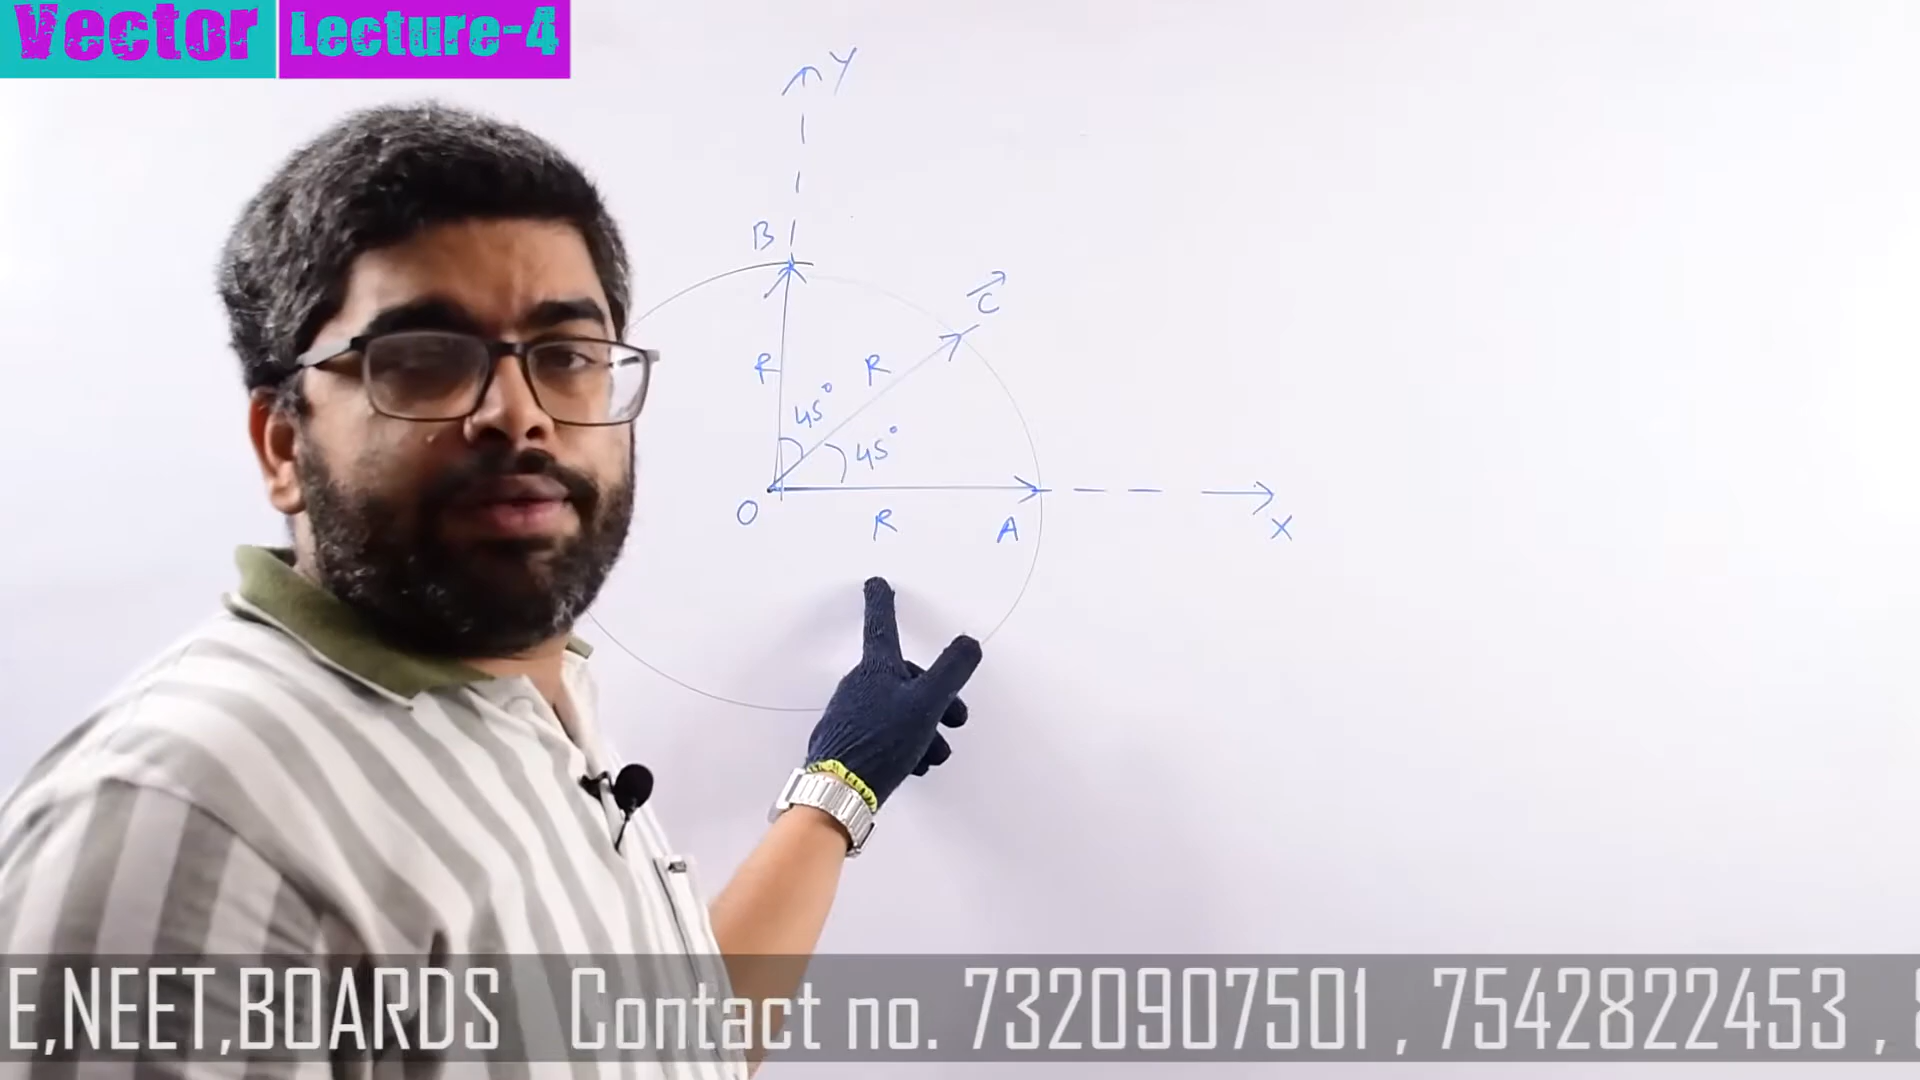 Vector Lecture-4
Y
B
C
R
R
45°
45°
O
R
A
X
E,NEET,BOARDS Contact no. 7320907501 , 7542822453 ,